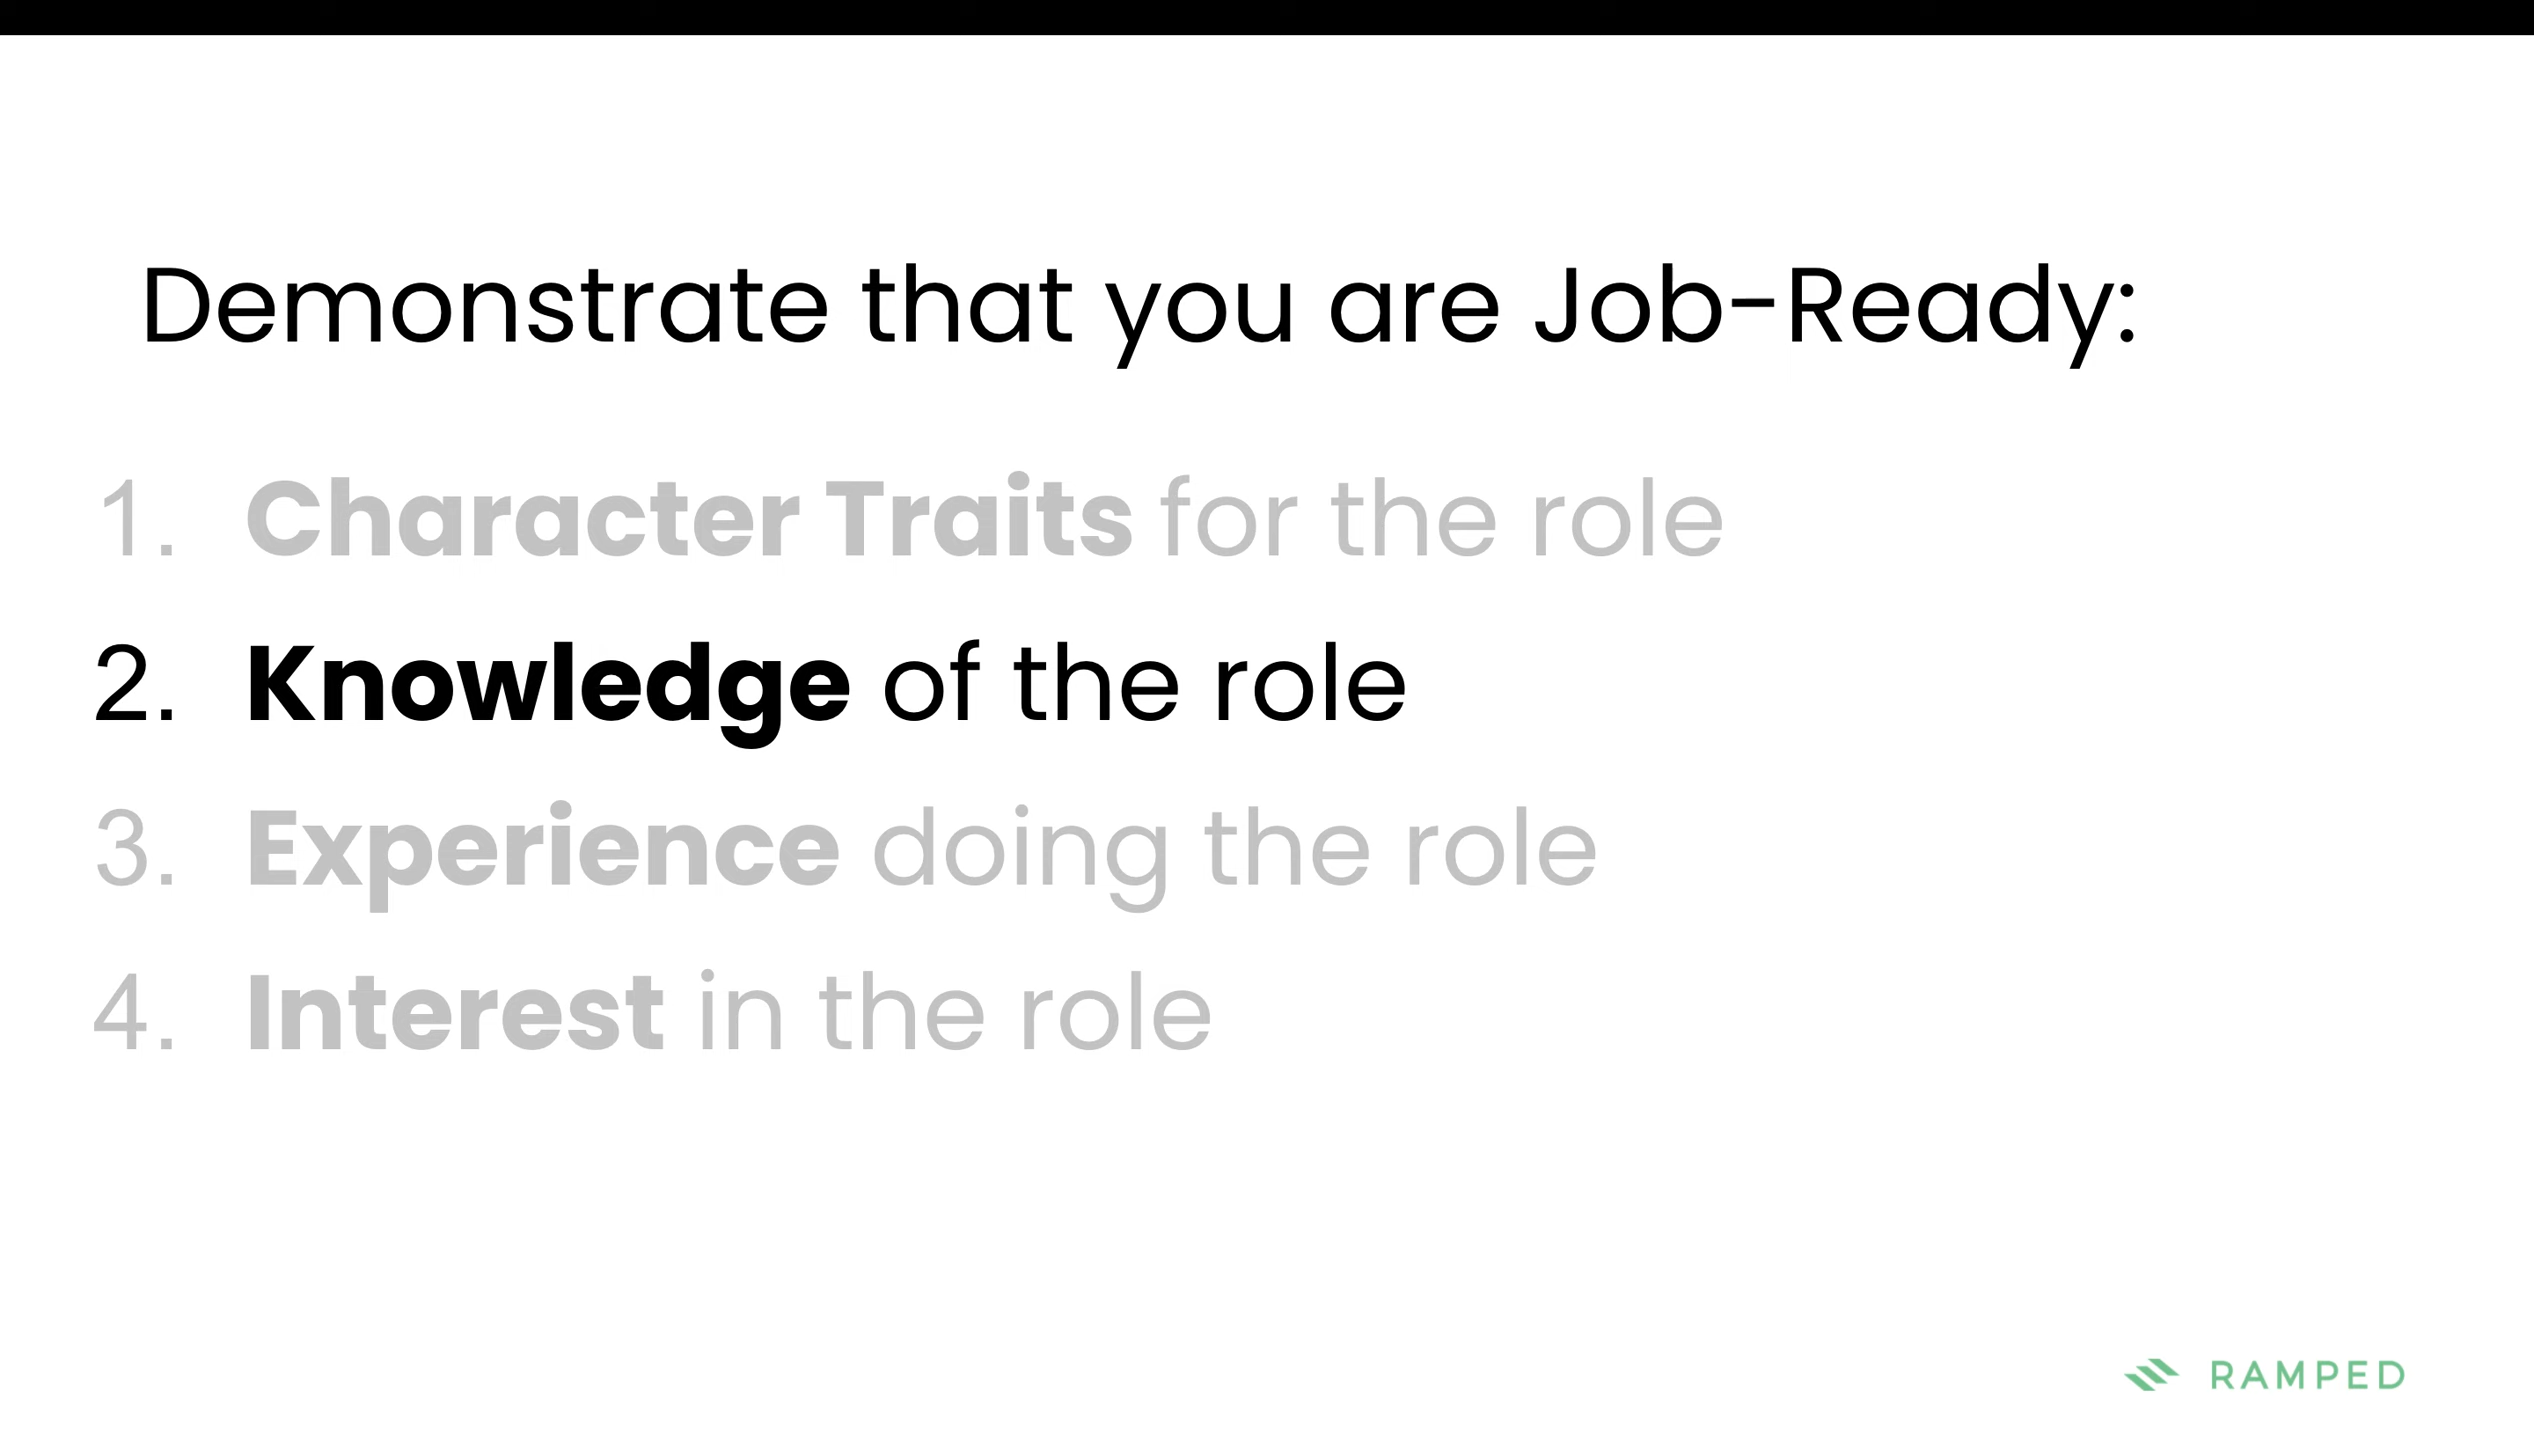 Demonstrate that you are Job-Ready:
1. Character Traits for the role
2. Knowledge of the role
3. Experience doing the role
4. Interest in the role
RAMPED